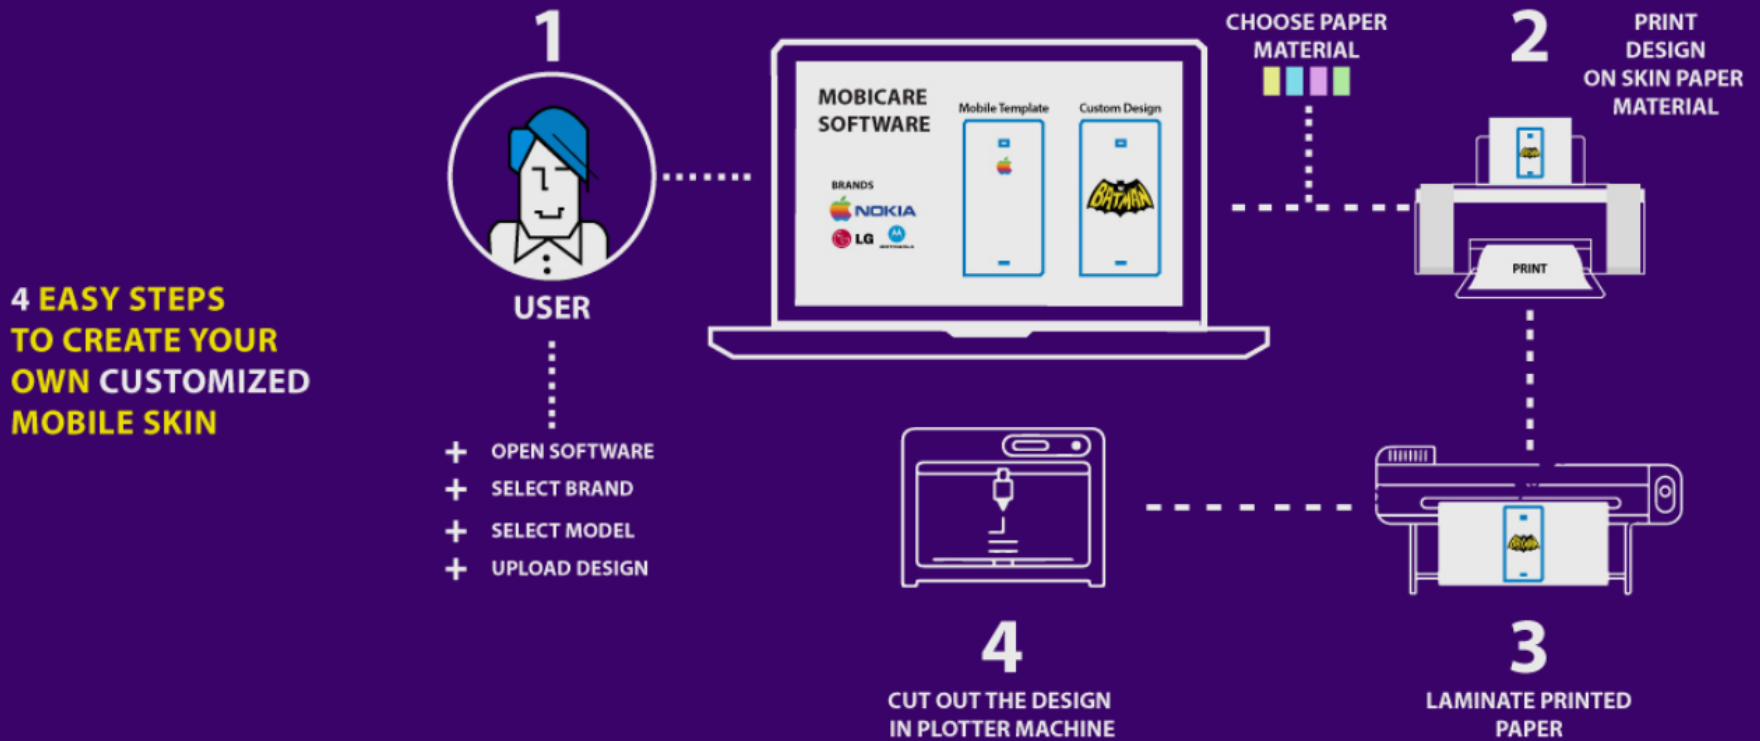 4 EASY STEPS
TO CREATE YOUR
OWN CUSTOMIZED
MOBILE SKIN
1
USER
+ OPEN SOFTWARE
+ SELECT BRAND
+ SELECT MODEL
+ UPLOAD DESIGN
MOBICARE
SOFTWARE
BRANDS
NOKIA
LG
Mobile Template
Custom Design
BATMAN
CHOOSE PAPER
MATERIAL
2
PRINT
DESIGN
ON SKIN PAPER
MATERIAL
BATMAN
PRINT
BATMAN
3
LAMINATE PRINTED
PAPER
4
CUT OUT THE DESIGN
IN PLOTTER MACHINE